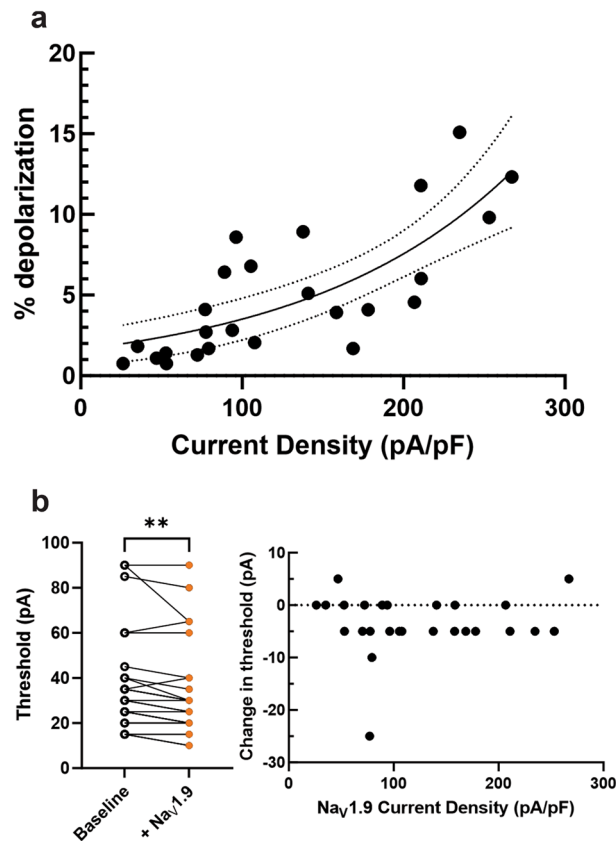 a
20
15
10
5
0
% depolarization
0 100 200 300
Current Density (pA/pF)
b
**
100
80
60
40
20
0
Threshold (pA)
Baseline
+ NaV1.9
10
0
-10
-20
-30
Change in threshold (pA)
0 100 200 300
NaV1.9 Current Density (pA/pF)